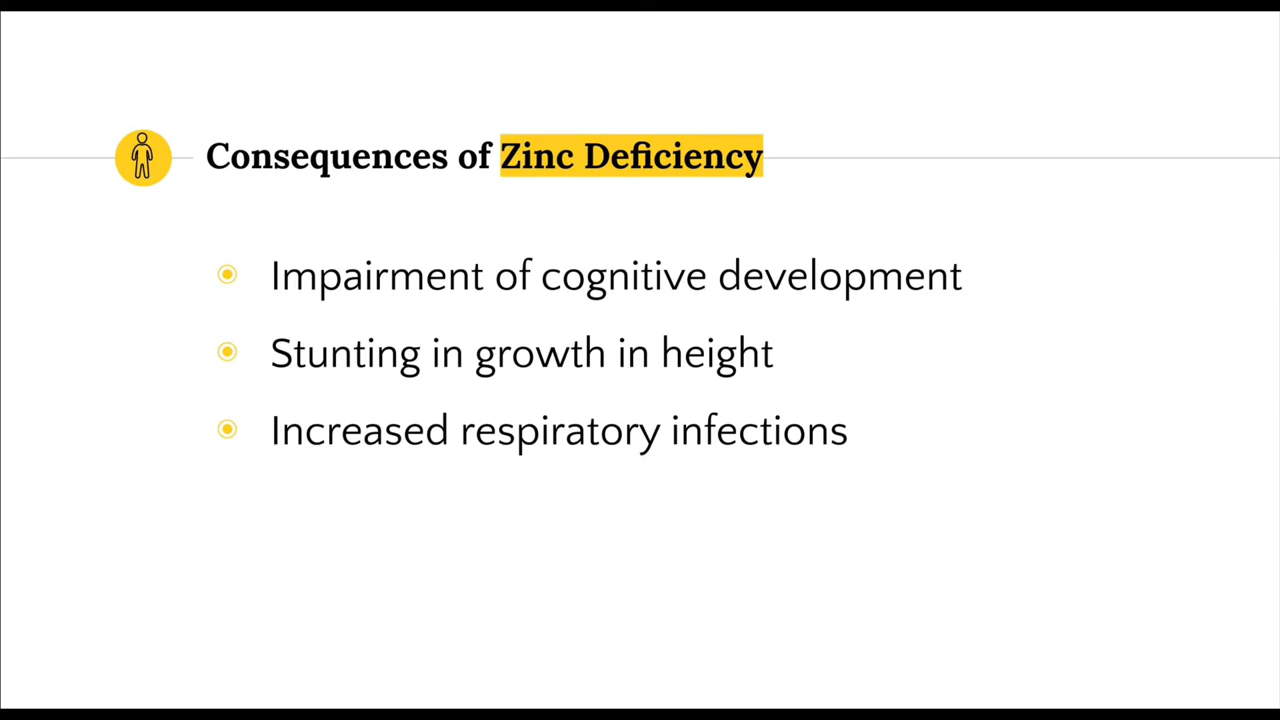 Consequences of Zinc Deficiency
Impairment of cognitive development
Stunting in growth in height
Increased respiratory infections